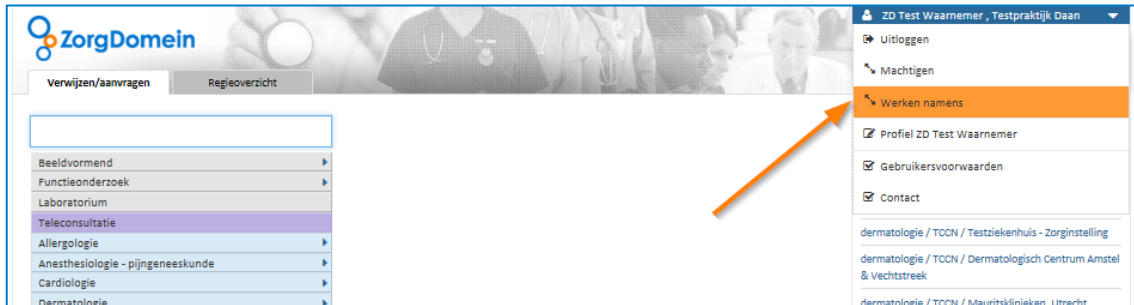 ZorgDomein
Verwijzen/aanvragen
Regieoverzicht
Beeldvormend
Functieonderzoek
Laboratorium
Teleconsultatie
Allergologie
Anesthesiologie - pijngeneeskunde
Cardiologie
Dermatologie
ZD Test Waarnemer , Testpraktijk Daan
Uitloggen
Machtigen
Werken namens
Profiel ZD Test Waarnemer
Gebruikersvoorwaarden
Contact
dermatologie / TCCN / Testziekenhuis - Zorginstelling
dermatologie / TCCN / Dermatologisch Centrum Amstel
& Vechtstreek
dermatologie / TCCN / Mauritsklinieken, Utrecht